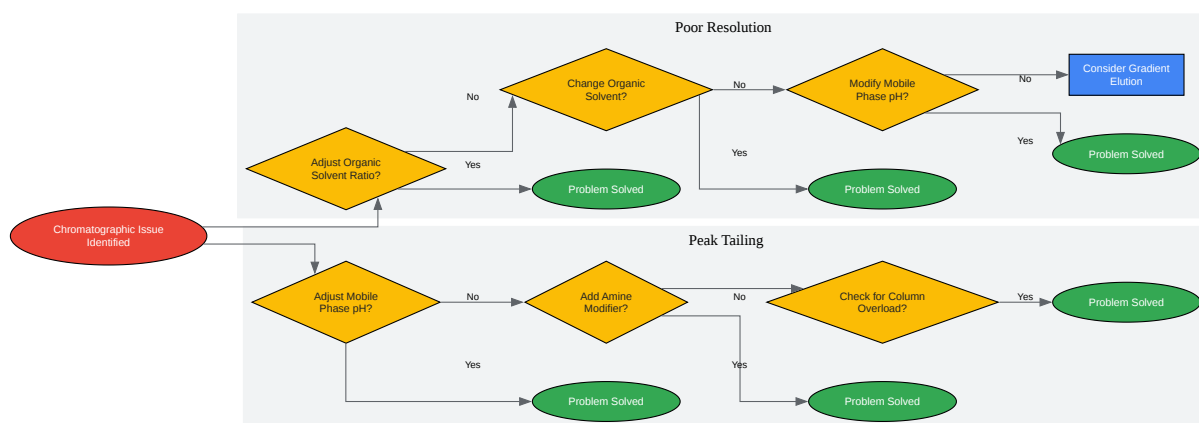 Poor Resolution
Change Organic
Solvent?
No
Modify Mobile
Phase pH?
No
Consider Gradient
Elution
No
Adjust Organic
Solvent Ratio?
Yes
Problem Solved
Yes
Problem Solved
Yes
Problem Solved
Chromatographic Issue
Identified
Peak Tailing
Adjust Mobile
Phase pH?
No
Add Amine
Modifier?
No
Check for Column
Overload?
Yes
Problem Solved
Yes
Problem Solved
Yes
Problem Solved